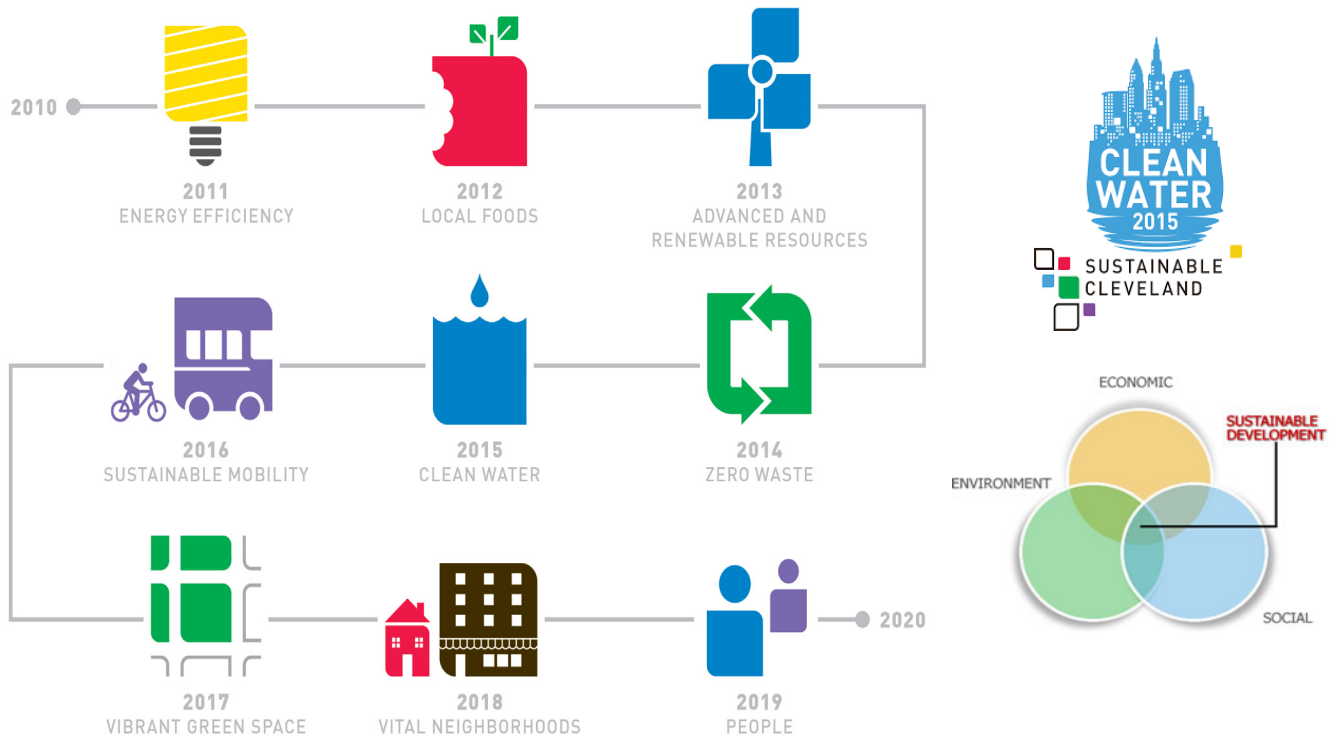 2010
2011
ENERGY EFFICIENCY
2012
LOCAL FOODS
2013
ADVANCED AND
RENEWABLE RESOURCES
2016
SUSTAINABLE MOBILITY
2015
CLEAN WATER
2014
ZERO WASTE
2017
VIBRANT GREEN SPACE
2018
VITAL NEIGHBORHOODS
2019
PEOPLE
2020
CLEAN
WATER
2015
SUSTAINABLE
CLEVELAND
ECONOMIC
SUSTAINABLE
DEVELOPMENT
ENVIRONMENT
SOCIAL